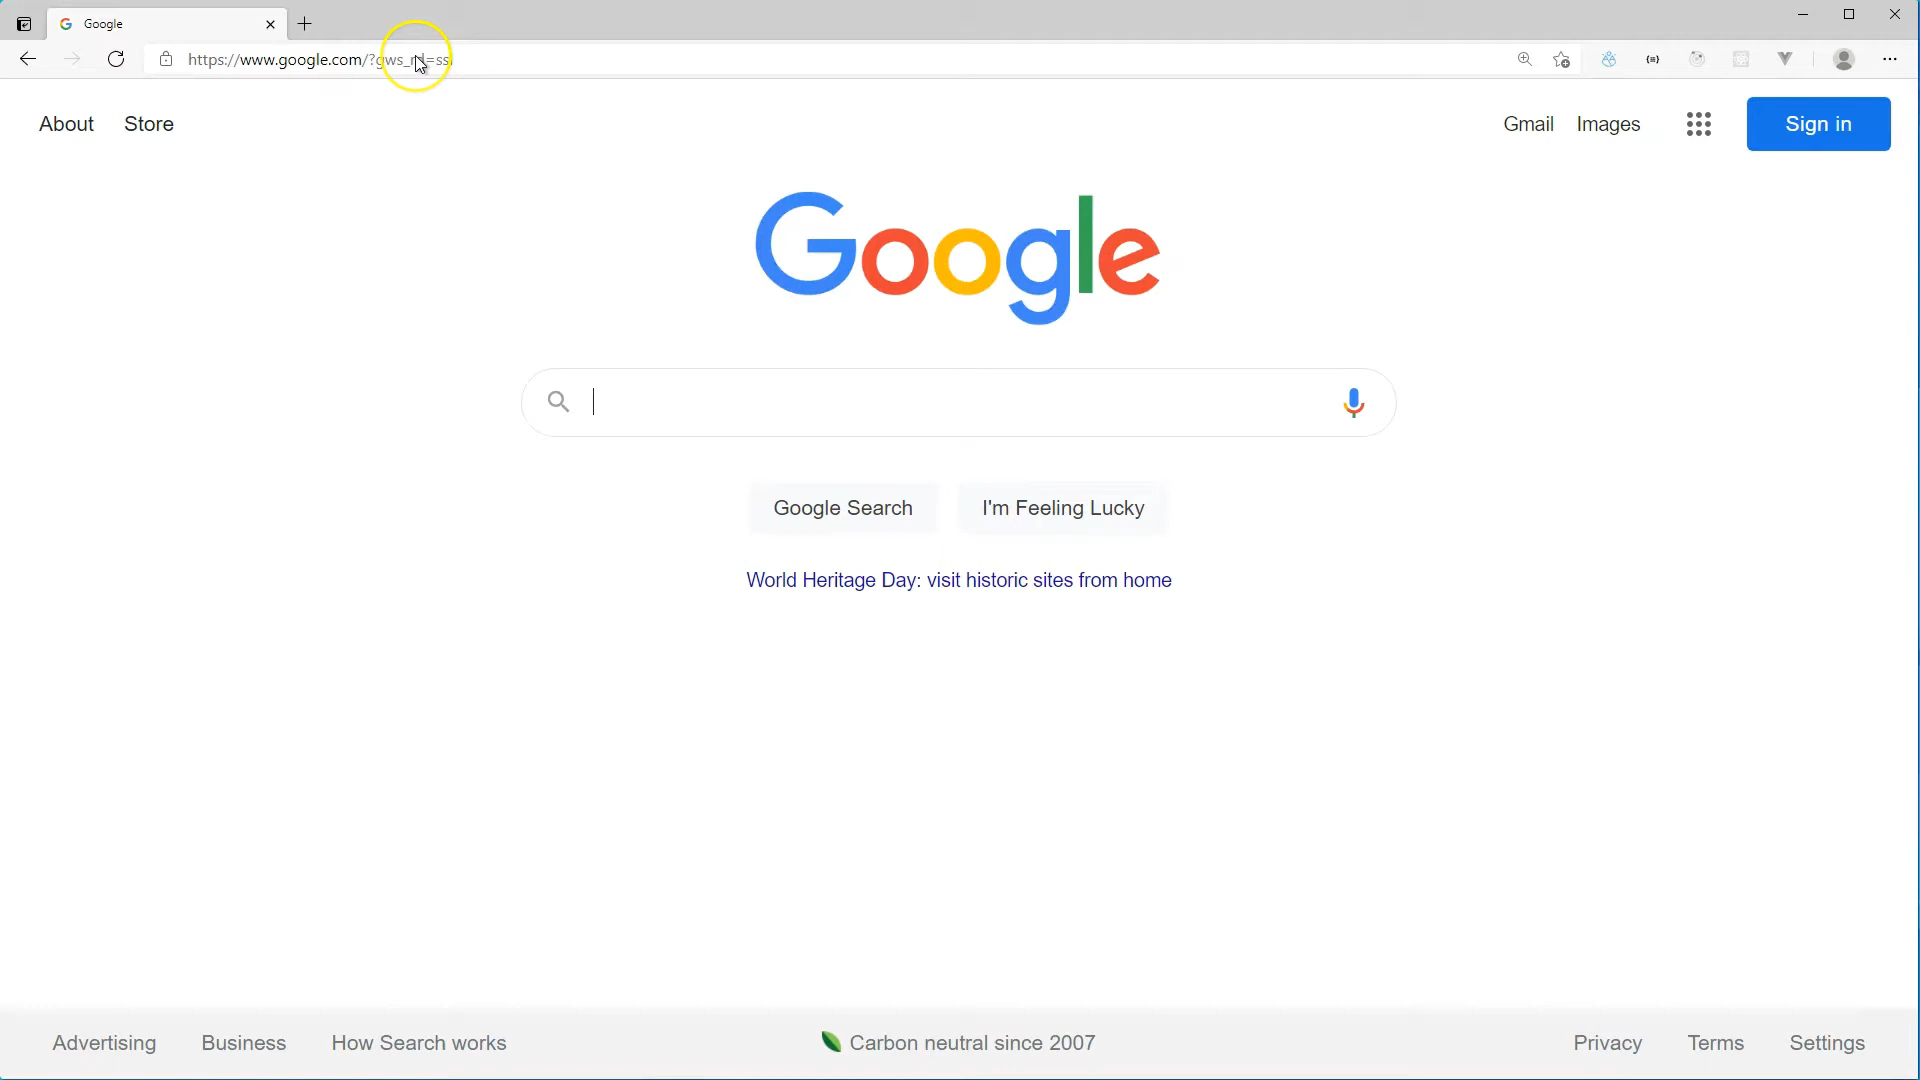 Google
https://www.google.com/?gws_rd=ssl
About Store
Gmail Images Sign in
Google
Google Search I'm Feeling Lucky
World Heritage Day: visit historic sites from home
Advertising Business How Search works
Carbon neutral since 2007
Privacy Terms Settings